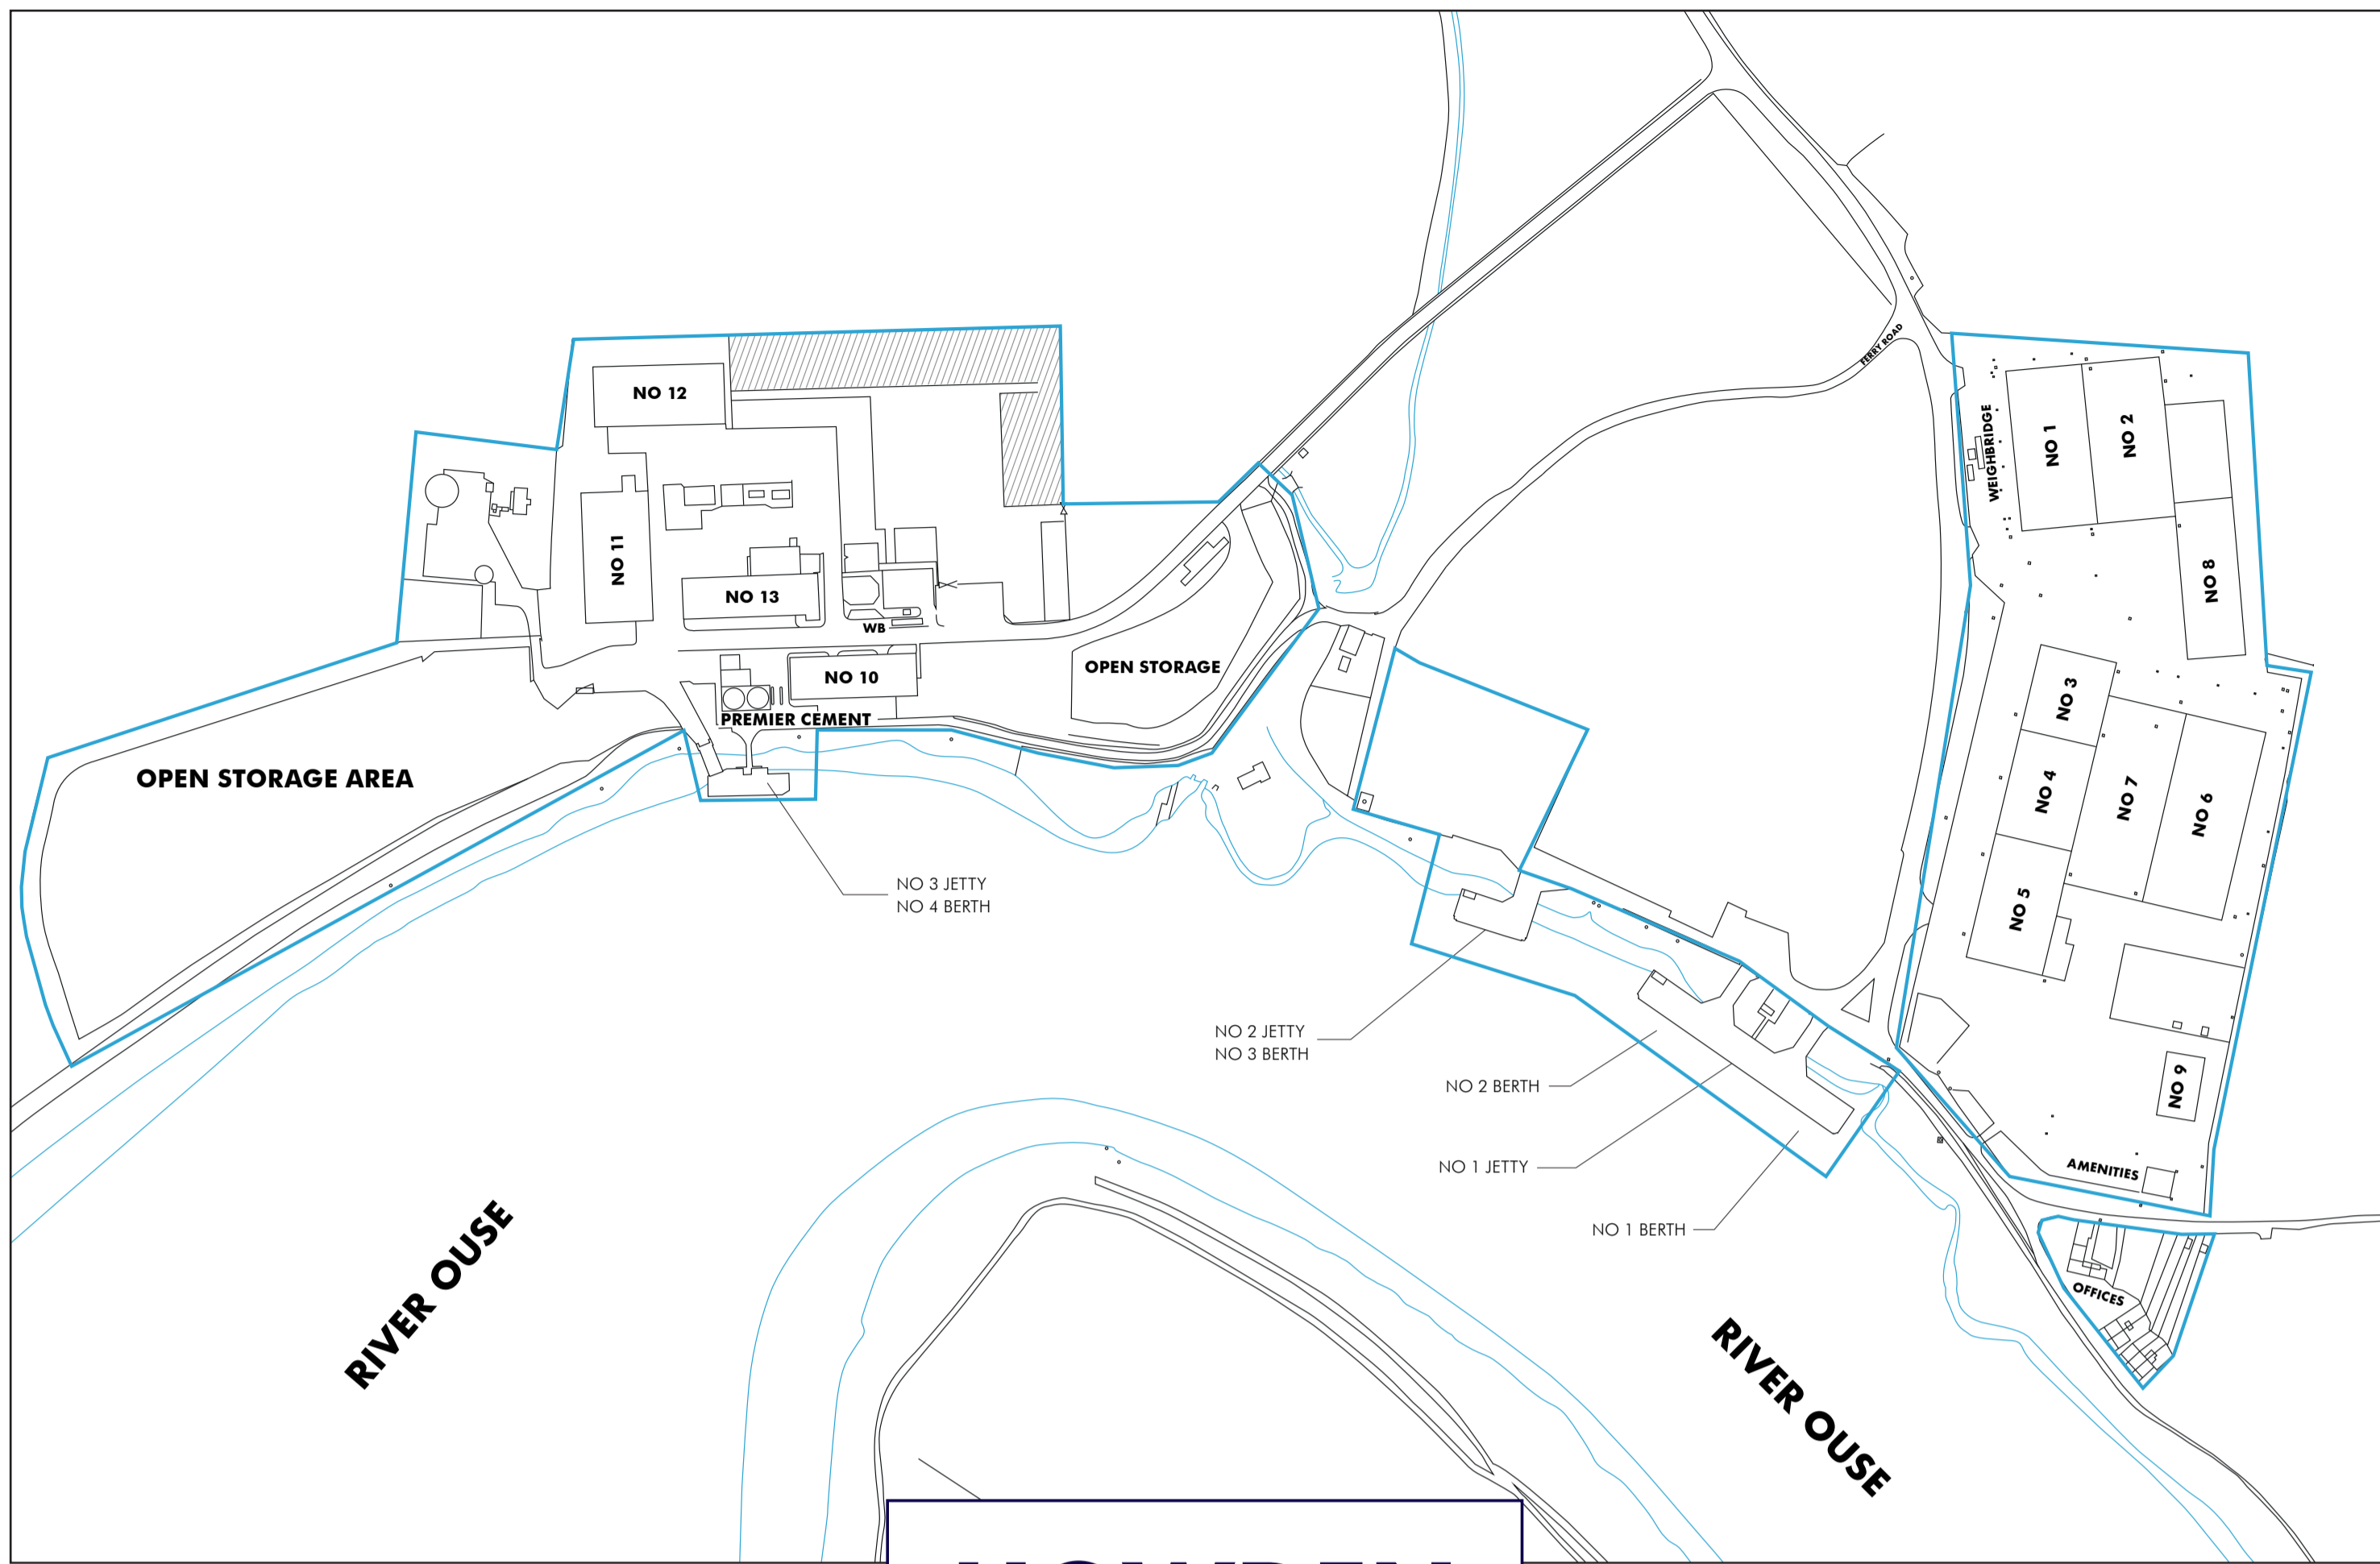 FERRY ROAD
NO 12
WEIGHBRIDGE
NO 1
NO 2
NO 11
NO 8
NO 13
WB
OPEN STORAGE
NO 10
NO 3
PREMIER CEMENT
OPEN STORAGE AREA
NO 4
NO 7
NO 6
NO 3 JETTY
NO 4 BERTH
NO 5
NO 2 JETTY
NO 3 BERTH
NO 2 BERTH
NO 9
NO 1 JETTY
AMENITIES
NO 1 BERTH
RIVER OUSE
OFFICES
RIVER OUSE